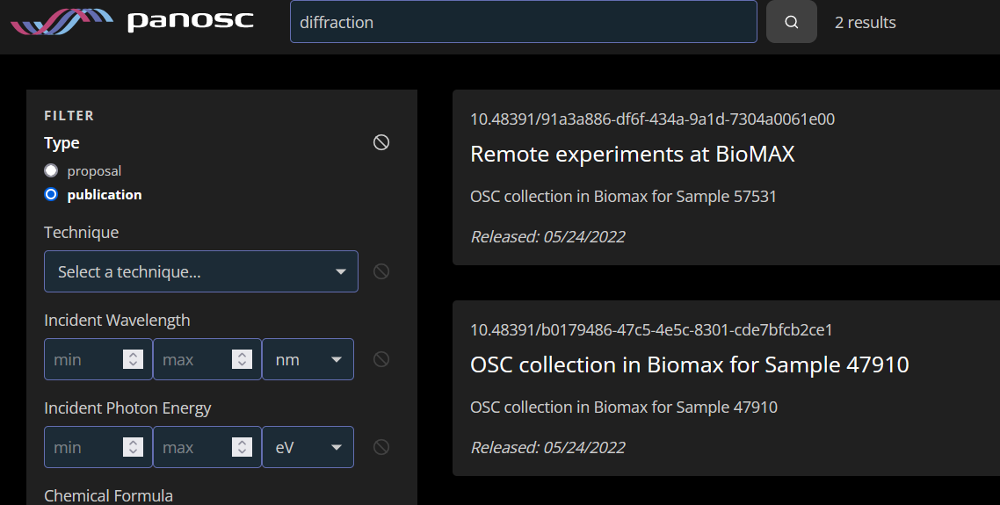 panosc
diffraction
2 results
FILTER
Type
proposal
publication
Technique
Select a technique...
Incident Wavelength
min
max
nm
Incident Photon Energy
min
max
eV
Chemical Formula
10.48391/91a3a886-df6f-434a-9a1d-7304a0061e00
Remote experiments at BioMAX
OSC collection in Biomax for Sample 57531
Released: 05/24/2022
10.48391/b0179486-47c5-4e5c-8301-cde7bfcb2ce1
OSC collection in Biomax for Sample 47910
OSC collection in Biomax for Sample 47910
Released: 05/24/2022